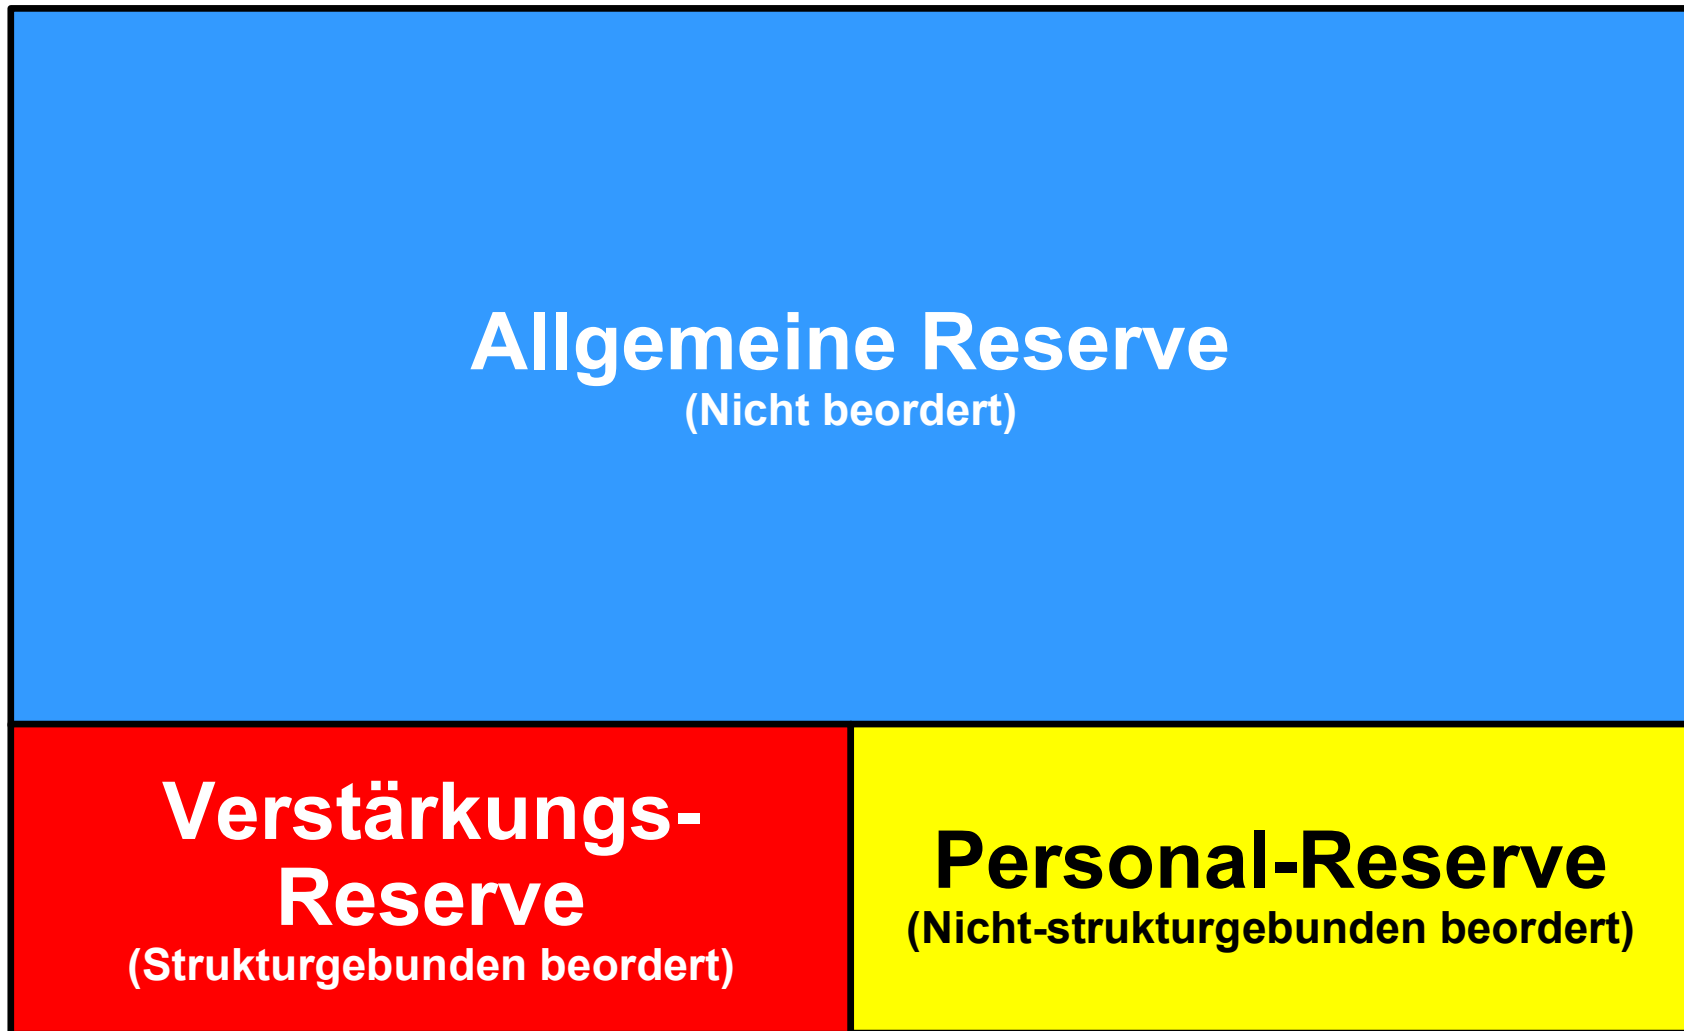 Allgemeine Reserve
(Nicht beordert)
Verstärkungs-
Reserve
(Strukturgebunden beordert)
Personal-Reserve
(Nicht-strukturgebunden beordert)